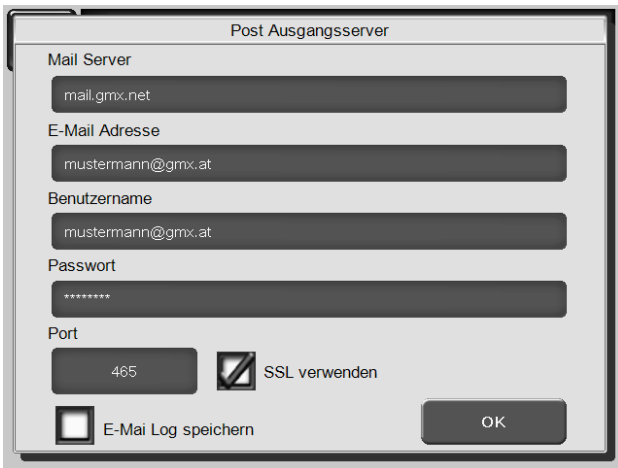 Post Ausgangsserver
Mail Server
mail.gmx.net
E-Mail Adresse
mustermann@gmx.at
Benutzername
mustermann@gmx.at
Passwort
********
Port
465 SSL verwenden
E-Mai Log speichern OK